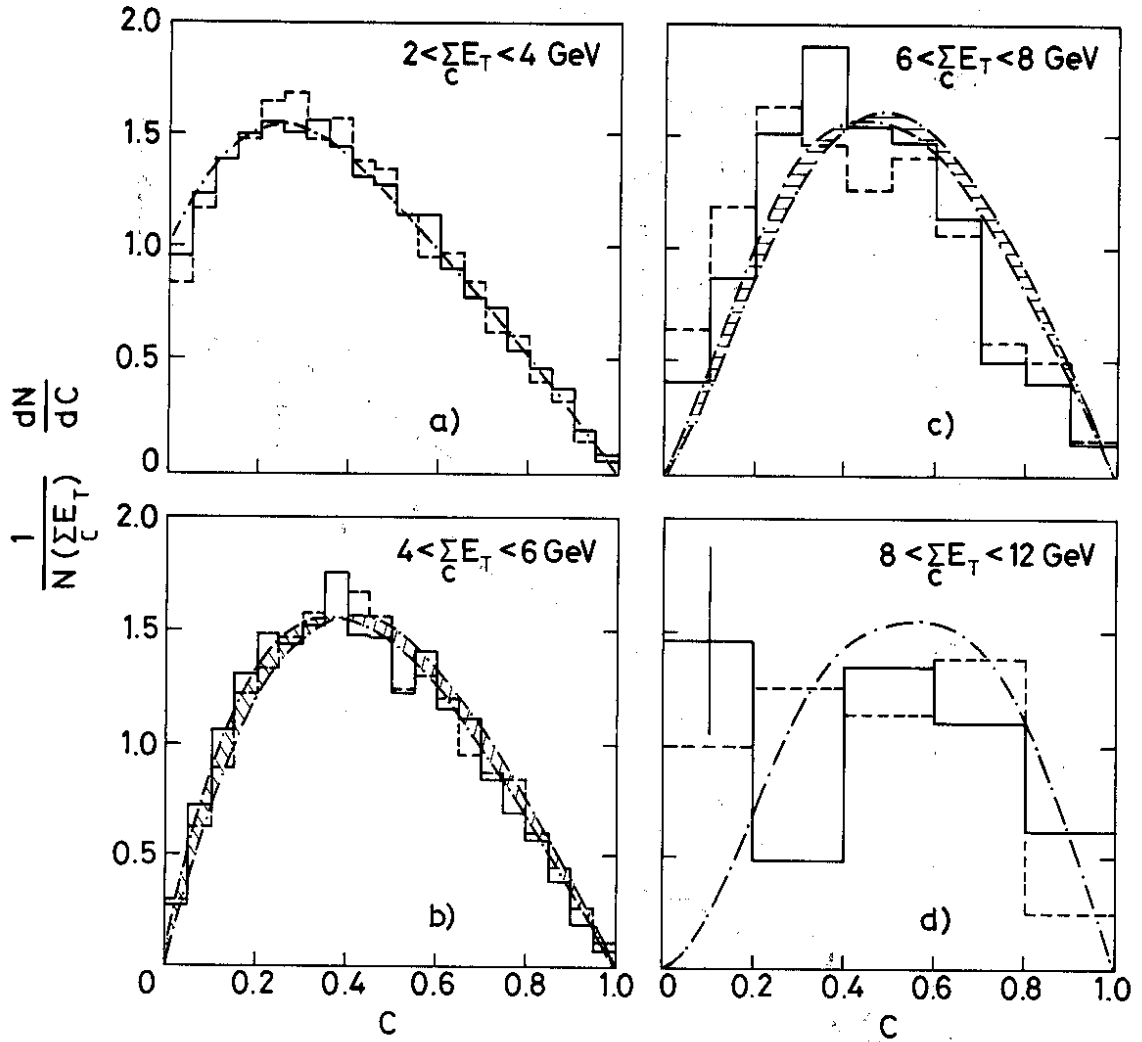 2.0
1.5
1.0
0.5
0
2 < Σ_C E_T < 4 GeV
a)
6 < Σ_C E_T < 8 GeV
c)
1/N(Σ_C E_T) dN/dC
2.0
1.5
1.0
0.5
0
4 < Σ_C E_T < 6 GeV
b)
0.2
0.4
0.6
0.8
1.0
C
8 < Σ_C E_T < 12 GeV
d)
0
0.2
0.4
0.6
0.8
1.0
C